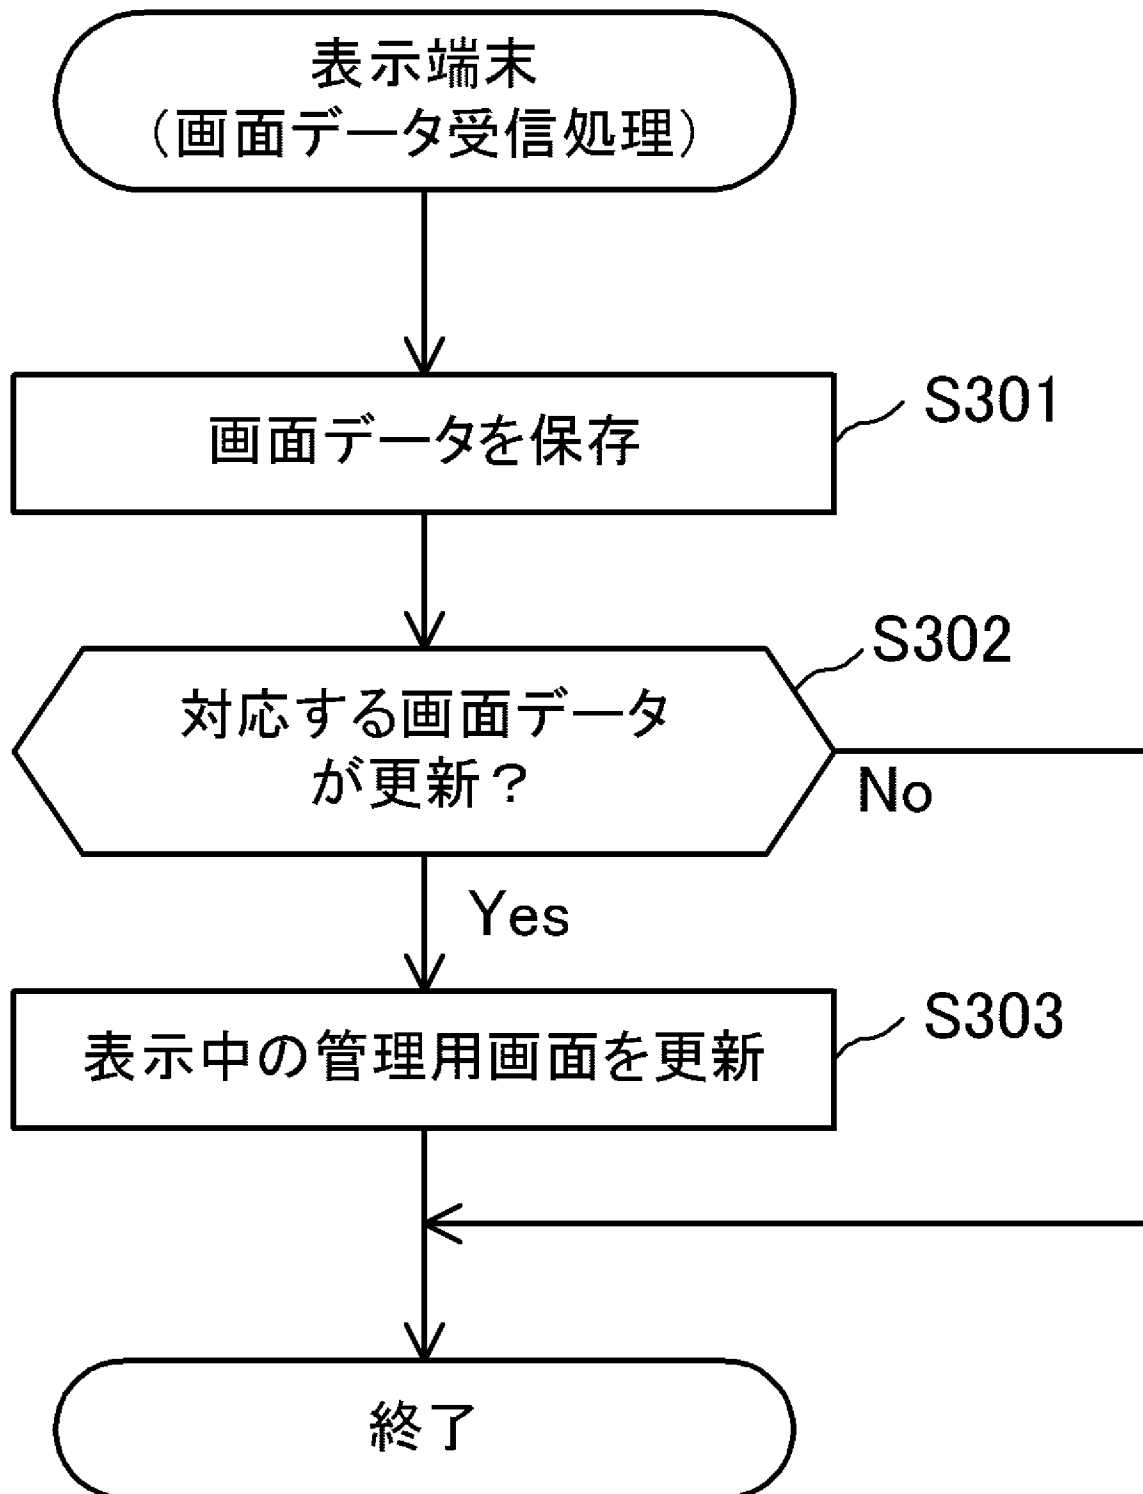 表示端末
（画面データ受信処理）
画面データを保存
S301
対応する画面データ
が更新？
S302
No
Yes
表示中の管理用画面を更新
S303
終了